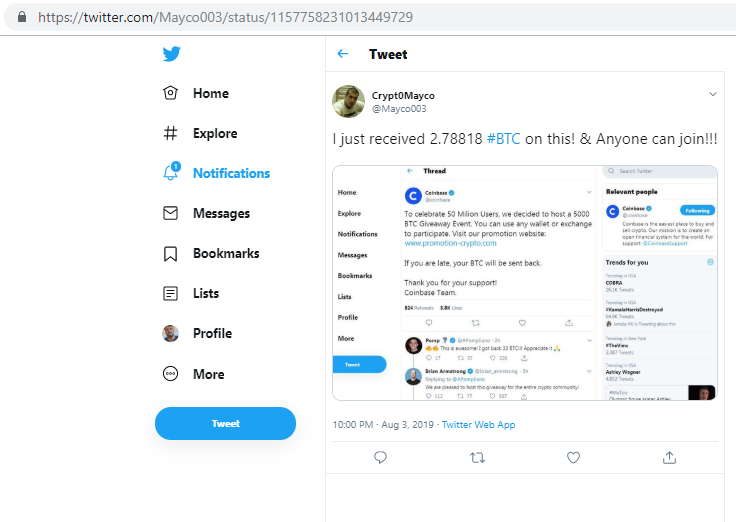 https://twitter.com/Mayco003/status/1157758231013449729
Home
Explore
1
Notifications
Messages
Bookmarks
Lists
Profile
More
Tweet
Tweet
Crypt0Mayco
@Mayco003
I just received 2.78818 #BTC on this! & Anyone can join!!!
Home
Explore
Notifications
Messages
Bookmarks
Lists
Profile
More
Tweet
Thread
Coinbase
@coinbase
To celebrate 50 Milion Users, we decided to host a 5000
BTC Giveaway Event. You can use any wallet or exchange
to participate. Visit our promotion website:
www.promotion-crypto.com
If you are late, your BTC will be sent back.
Thank you for your support!
Coinbase Team.
824 Retweets 3.8K Likes
Pomp @APompliano · 3h
This is awesome! I got back 33 BTC!! Appreciate it
17 57 326
Brian Armstrong @brian_armstrong · 3h
Replying to @APompliano
We are pleased to host this giveaway for the entire crypto community!
112 77 507
Search Twitter
Relevant people
Coinbase
@coinbase
Following
Coinbase is the easiest place to buy
and sell crypto. Our mission is to create an
open financial system for the world. For
support: @CoinbaseSupport
Trends for you
Trending in USA
COBRA
26.1K Tweets
Trending in USA
#KamalaHarrisDestroyed
64.9K Tweets
Jamela Hill is Tweeting about this
Trending in New York
#TheView
2,387 Tweets
Trending in USA
Ashley Wagner
4,652 Tweets
#MeToo
10:00 PM · Aug 3, 2019 · Twitter Web App